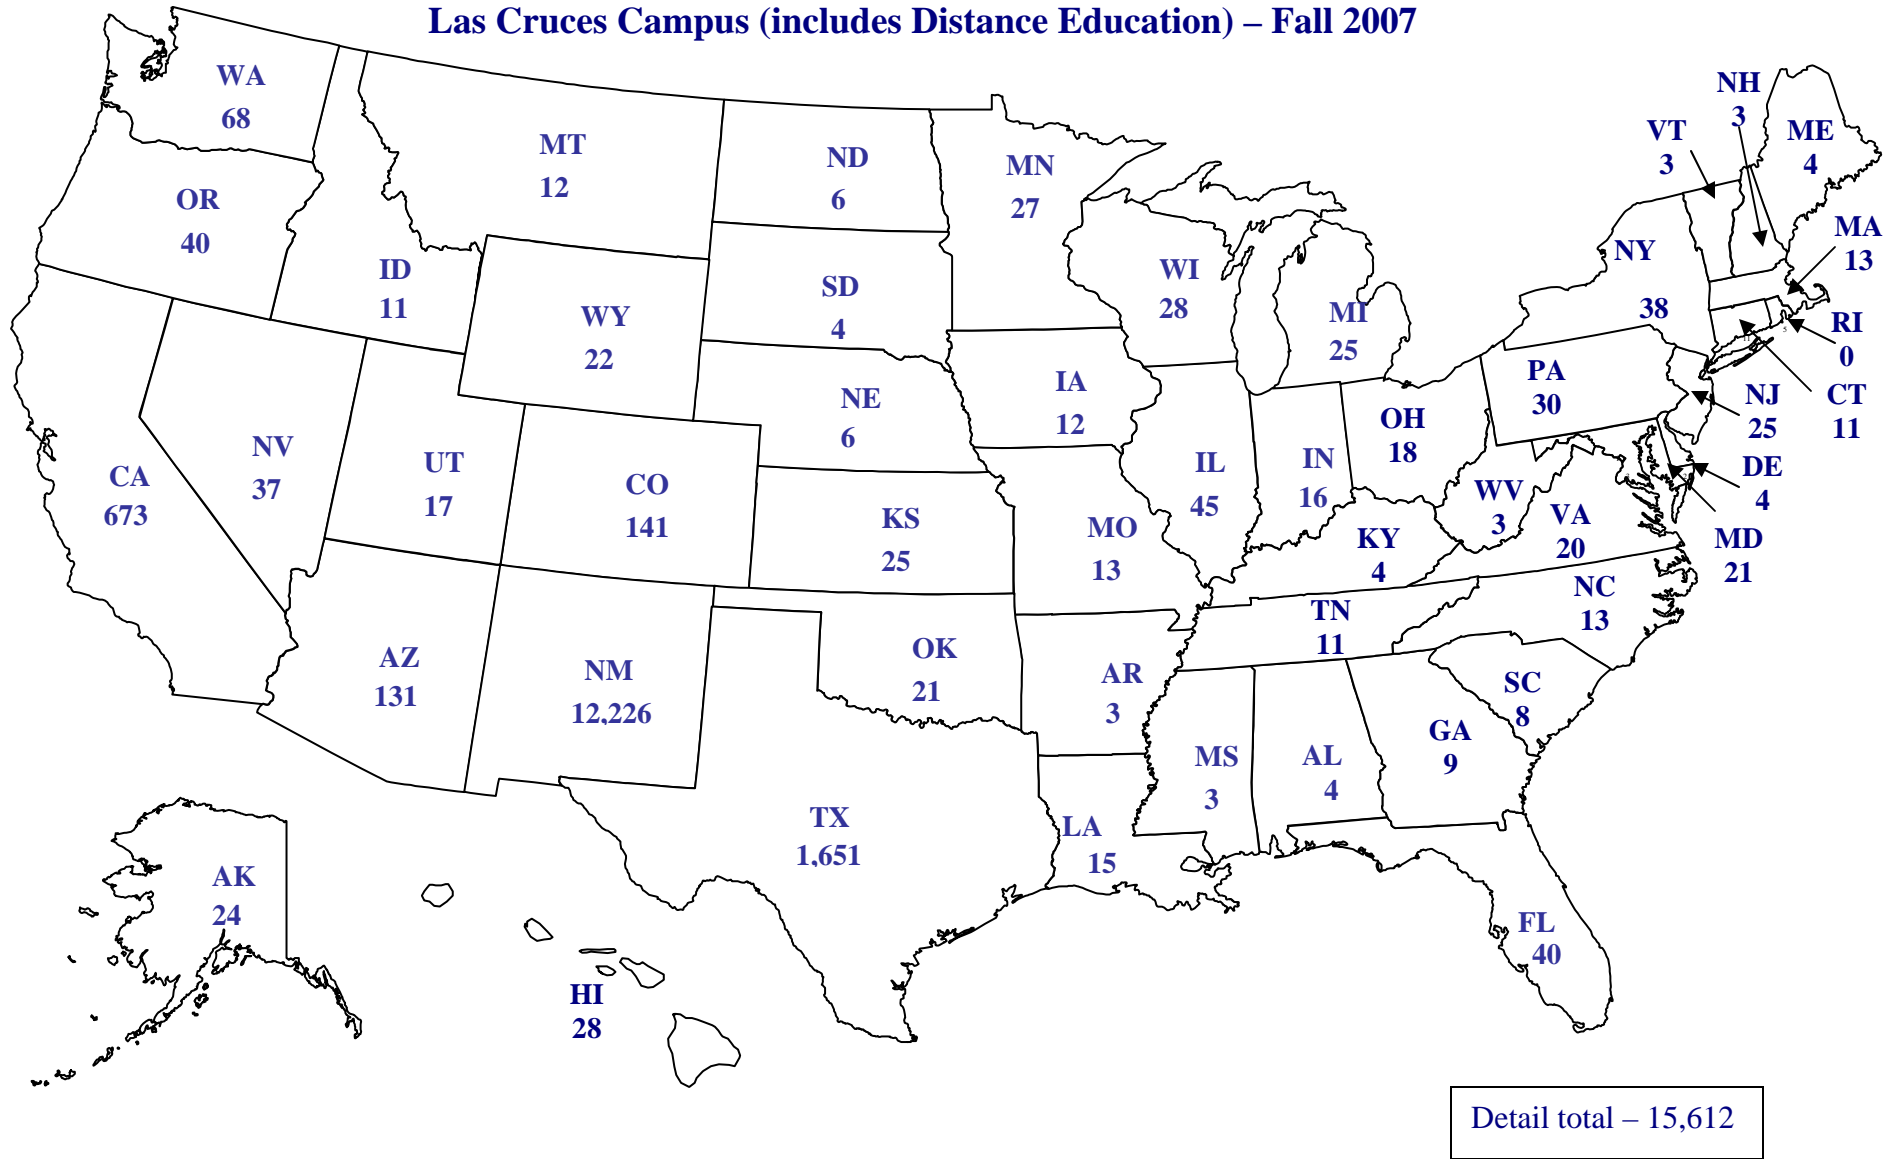 Las Cruces Campus (includes Distance Education) – Fall 2007
WA
68
OR
40
ID
11
MT
12
ND
6
MN
27
SD
4
WY
22
WI
28
MI
25
NH
3
VT
3
ME
4
MA
13
NY
38
RI
0
CT
11
NJ
25
PA
30
DE
4
MD
21
CA
673
NV
37
UT
17
CO
141
NE
6
IA
12
KS
25
MO
13
IL
45
IN
16
OH
18
WV
3
VA
20
KY
4
NC
13
TN
11
SC
8
GA
9
AZ
131
NM
12,226
OK
21
AR
3
MS
3
AL
4
TX
1,651
LA
15
FL
40
AK
24
HI
28
Detail total – 15,612